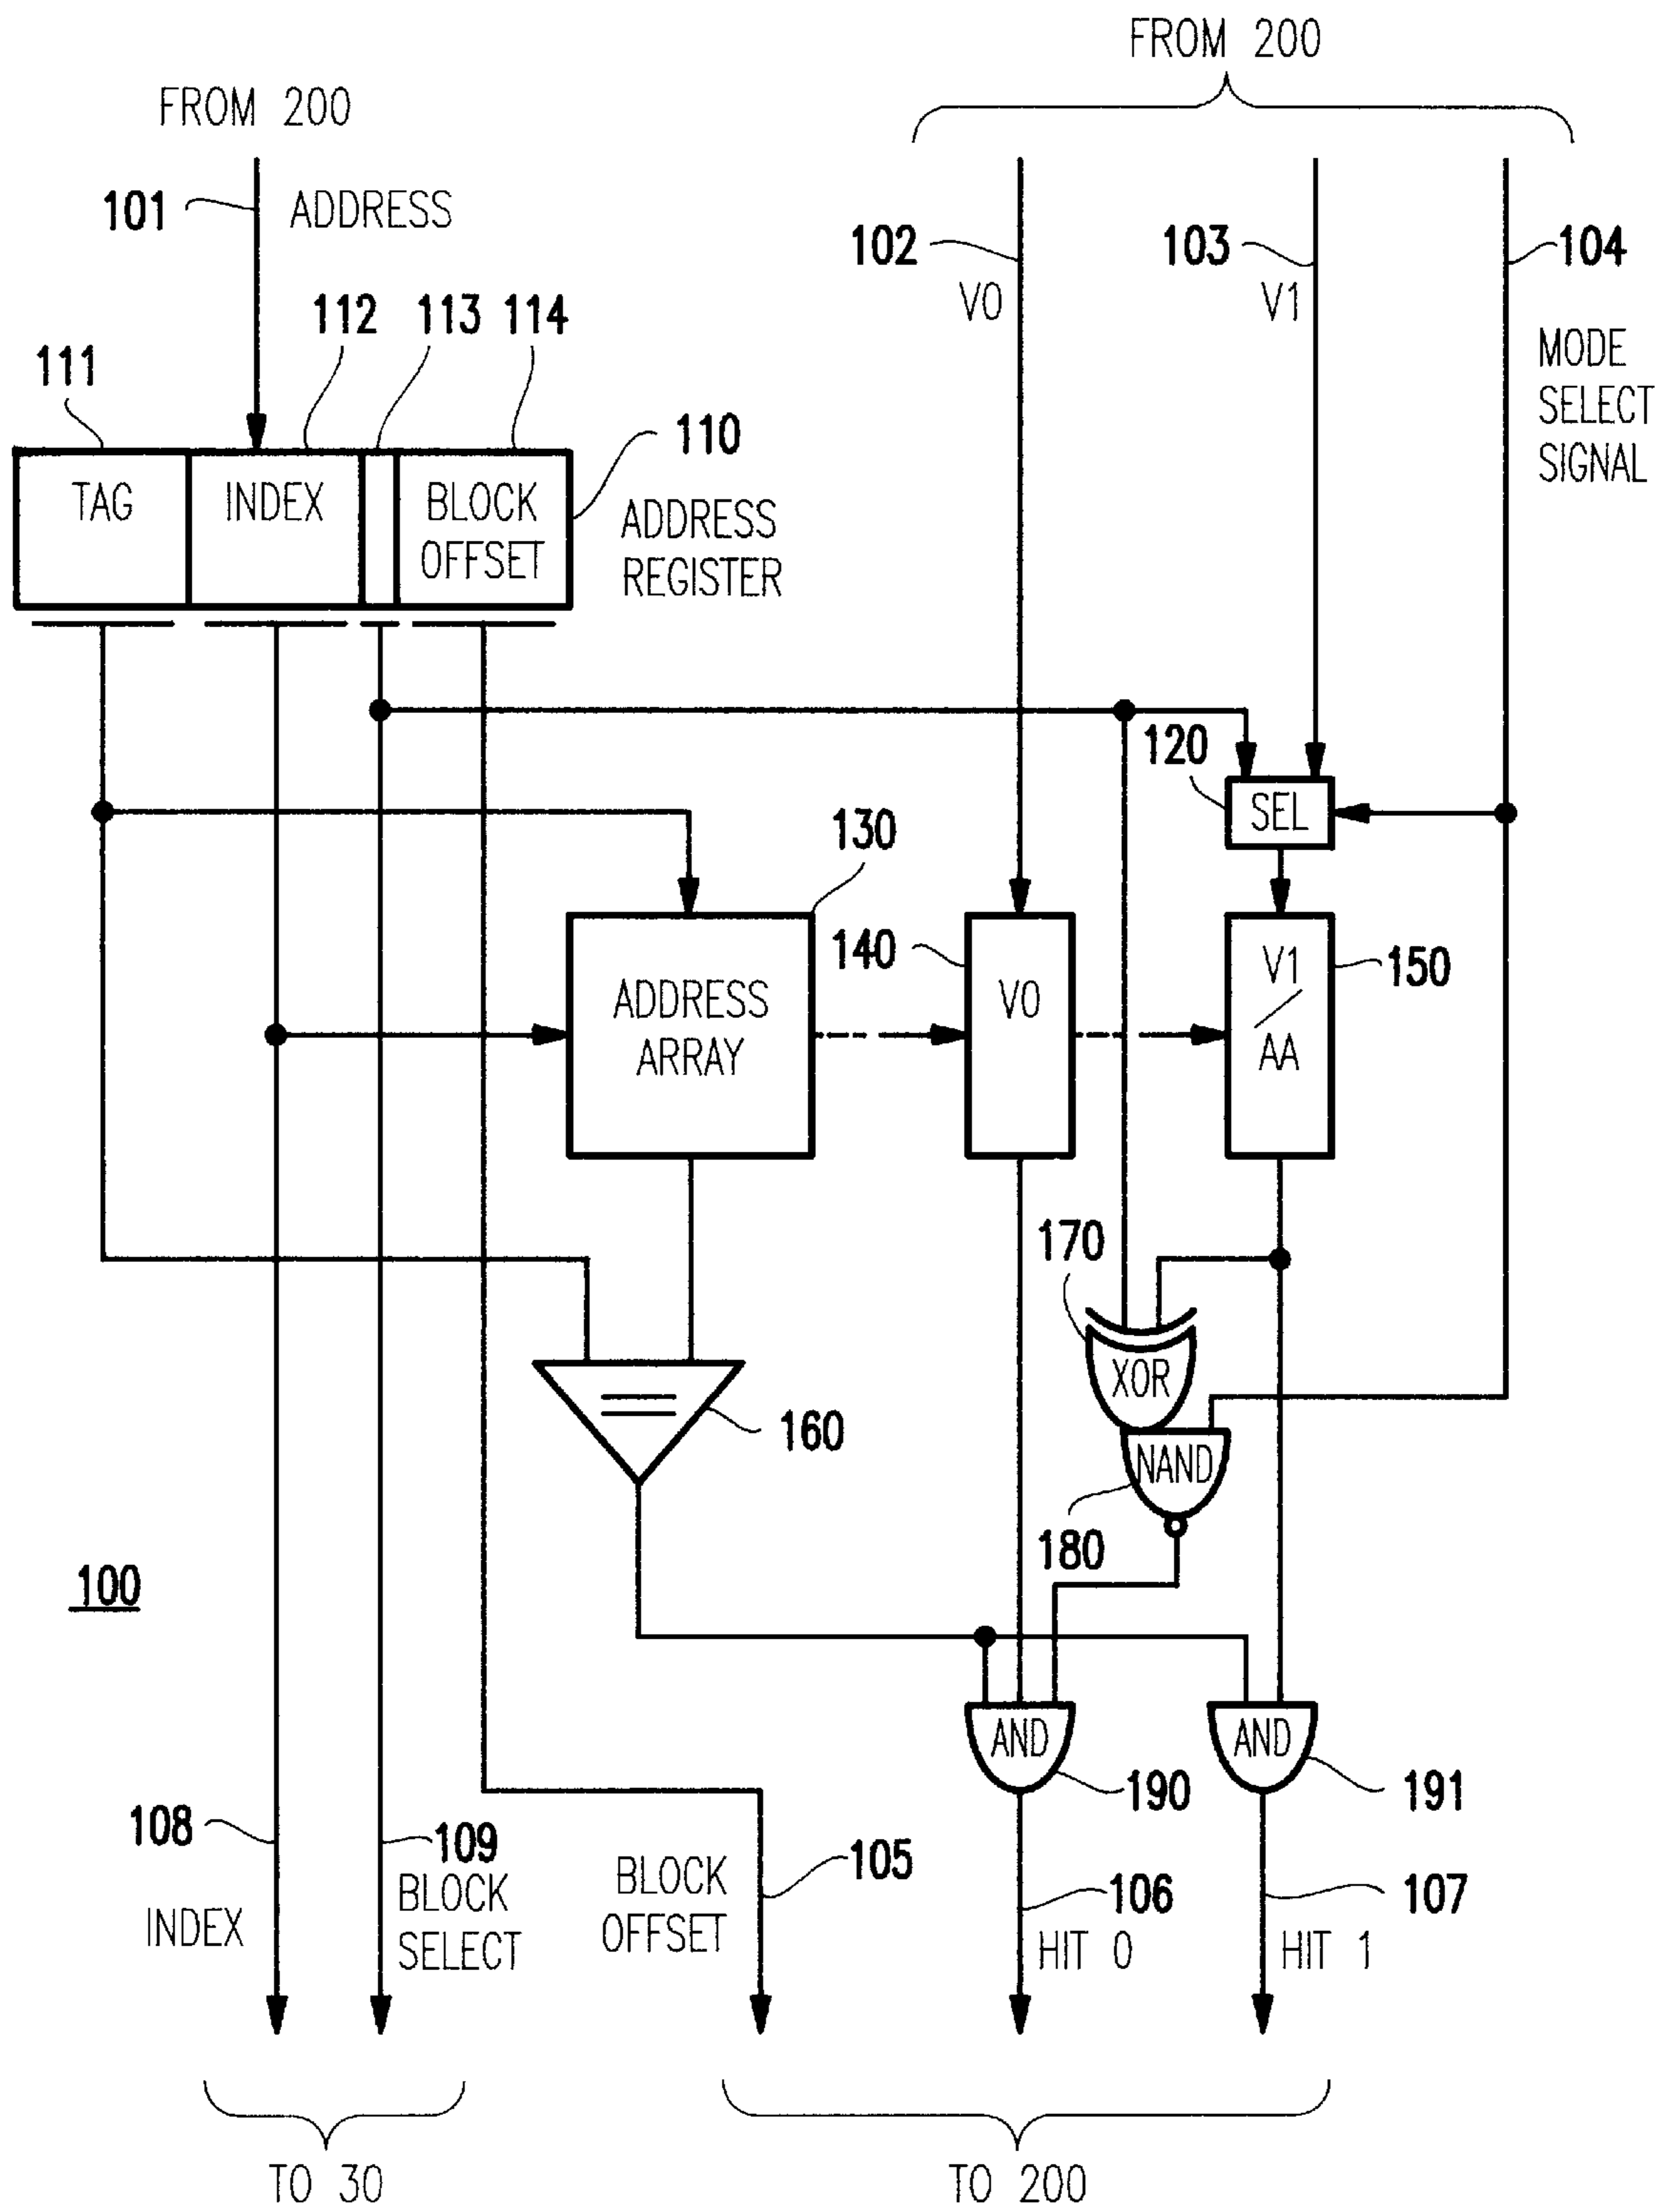 FROM 200
FROM 200
101
ADDRESS
102
V0
103
V1
104
MODE
SELECT
SIGNAL
111
112
113
114
110
ADDRESS
REGISTER
TAG
INDEX
BLOCK
OFFSET
120
SEL
130
ADDRESS
ARRAY
140
V0
150
V1
/
AA
160
170
XOR
NAND
180
100
AND
190
AND
191
108
INDEX
109
BLOCK
SELECT
BLOCK
OFFSET
105
106
HIT 0
107
HIT 1
TO 30
TO 200